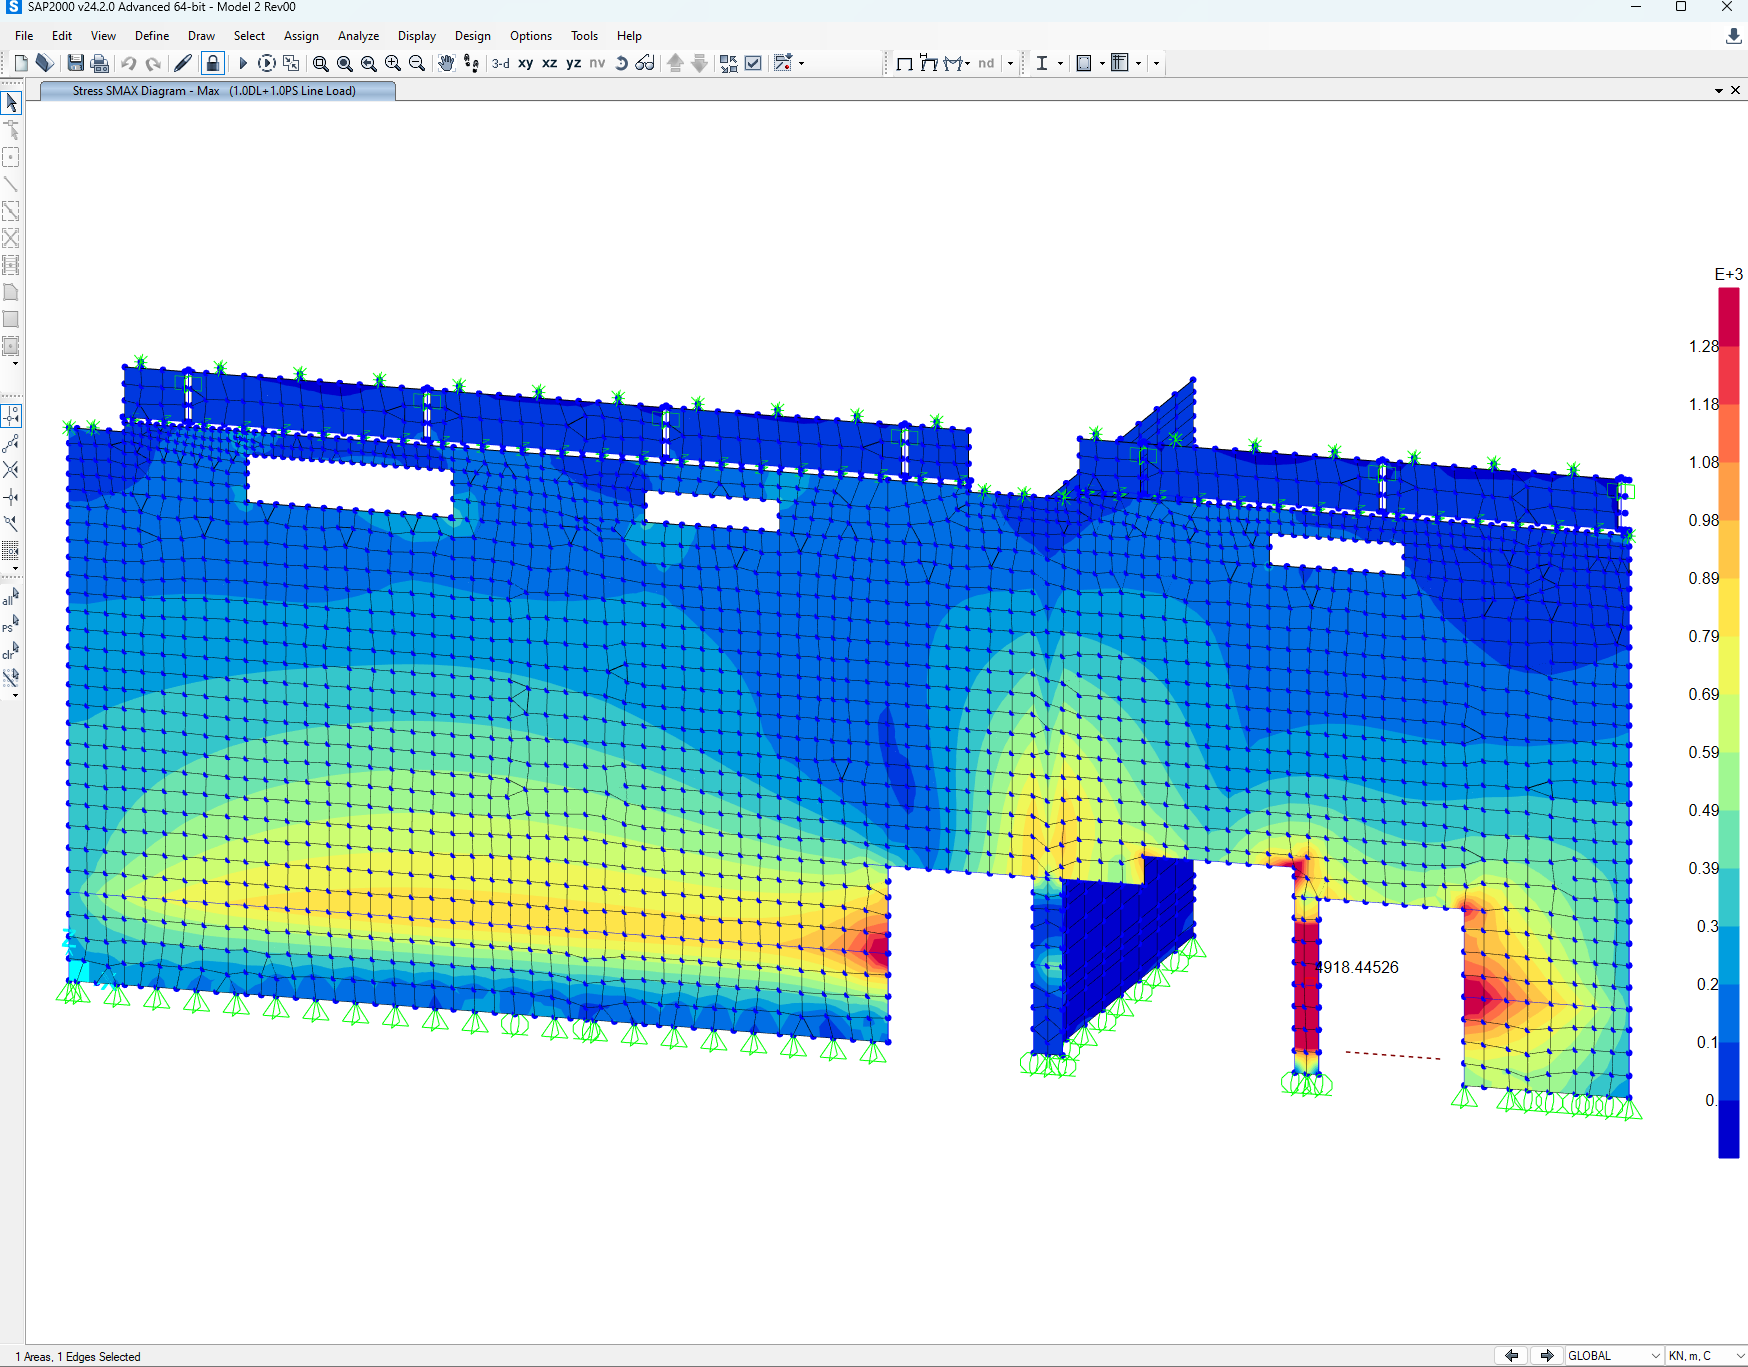 S SAP2000 v24.2.0 Advanced 64-bit - Model 2 Rev00
File Edit View Define Draw Select Assign Analyze Display Design Options Tools Help
3-d xy xz yz nv nd
Stress SMAX Diagram - Max (1.0DL+1.0PS Line Load)
all
PS
clr
E+3
1.28
1.18
1.08
0.98
0.89
0.79
0.69
0.59
0.49
0.39
0.3
0.2
0.1
0.
4918.44526
Z
1 Areas, 1 Edges Selected
GLOBAL
KN, m, C